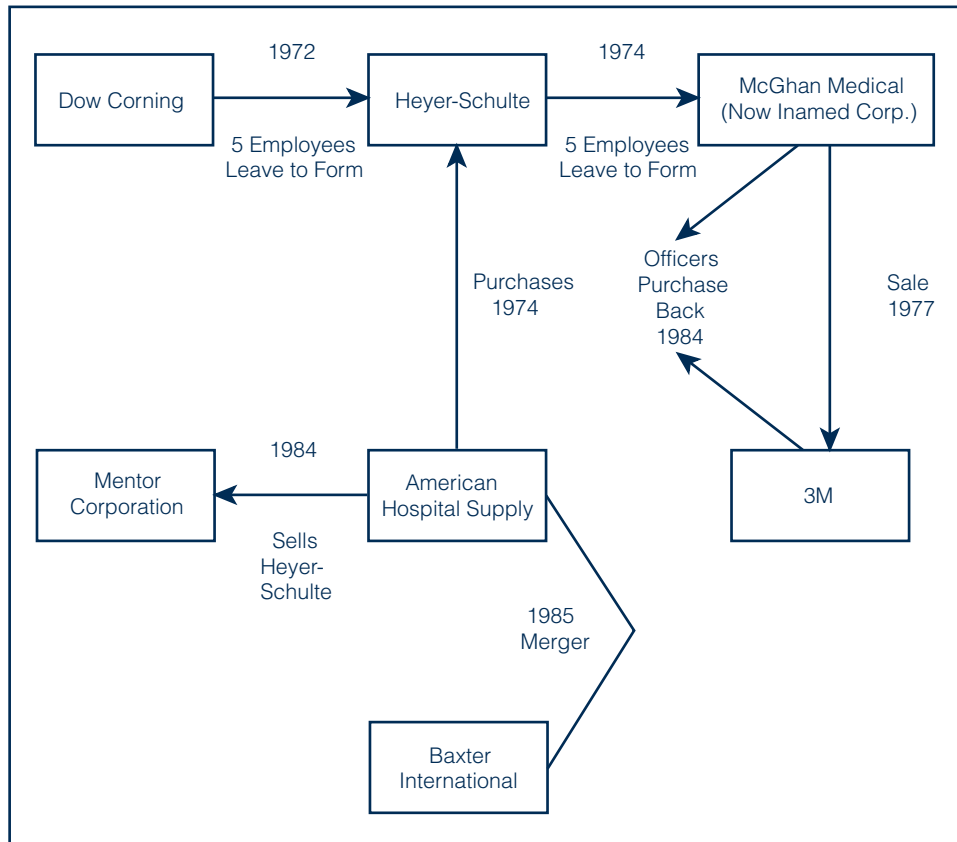 1972
1974
Dow Corning
Heyer-Schulte
McGhan Medical
(Now Inamed Corp.)
5 Employees
Leave to Form
5 Employees
Leave to Form
Officers
Purchase
Back
1984
Purchases
1974
Sale
1977
1984
Mentor
Corporation
American
Hospital Supply
3M
Sells
Heyer-
Schulte
1985
Merger
Baxter
International